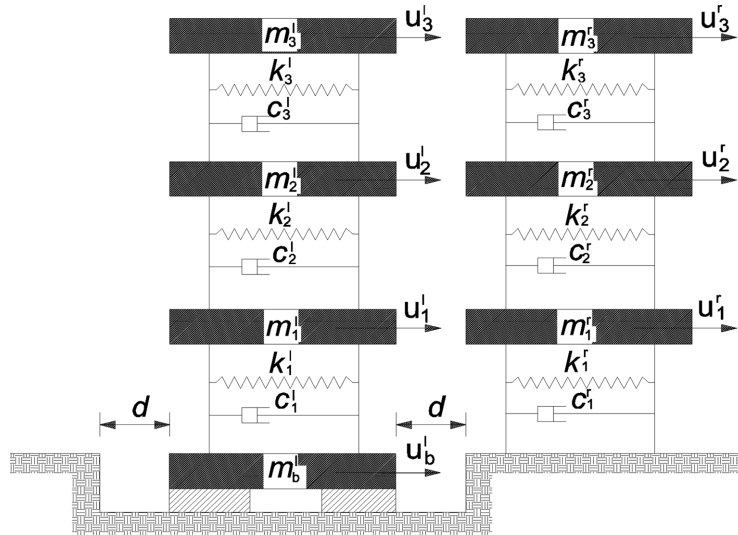 m₃ˡ u₃ˡ m₃ʳ u₃ʳ
k₃ˡ k₃ʳ
c₃ˡ c₃ʳ
m₂ˡ u₂ˡ m₂ʳ u₂ʳ
k₂ˡ k₂ʳ
c₂ˡ c₂ʳ
m₁ˡ u₁ˡ m₁ʳ u₁ʳ
k₁ˡ k₁ʳ
d c₁ˡ d c₁ʳ
m_bˡ u_bˡ